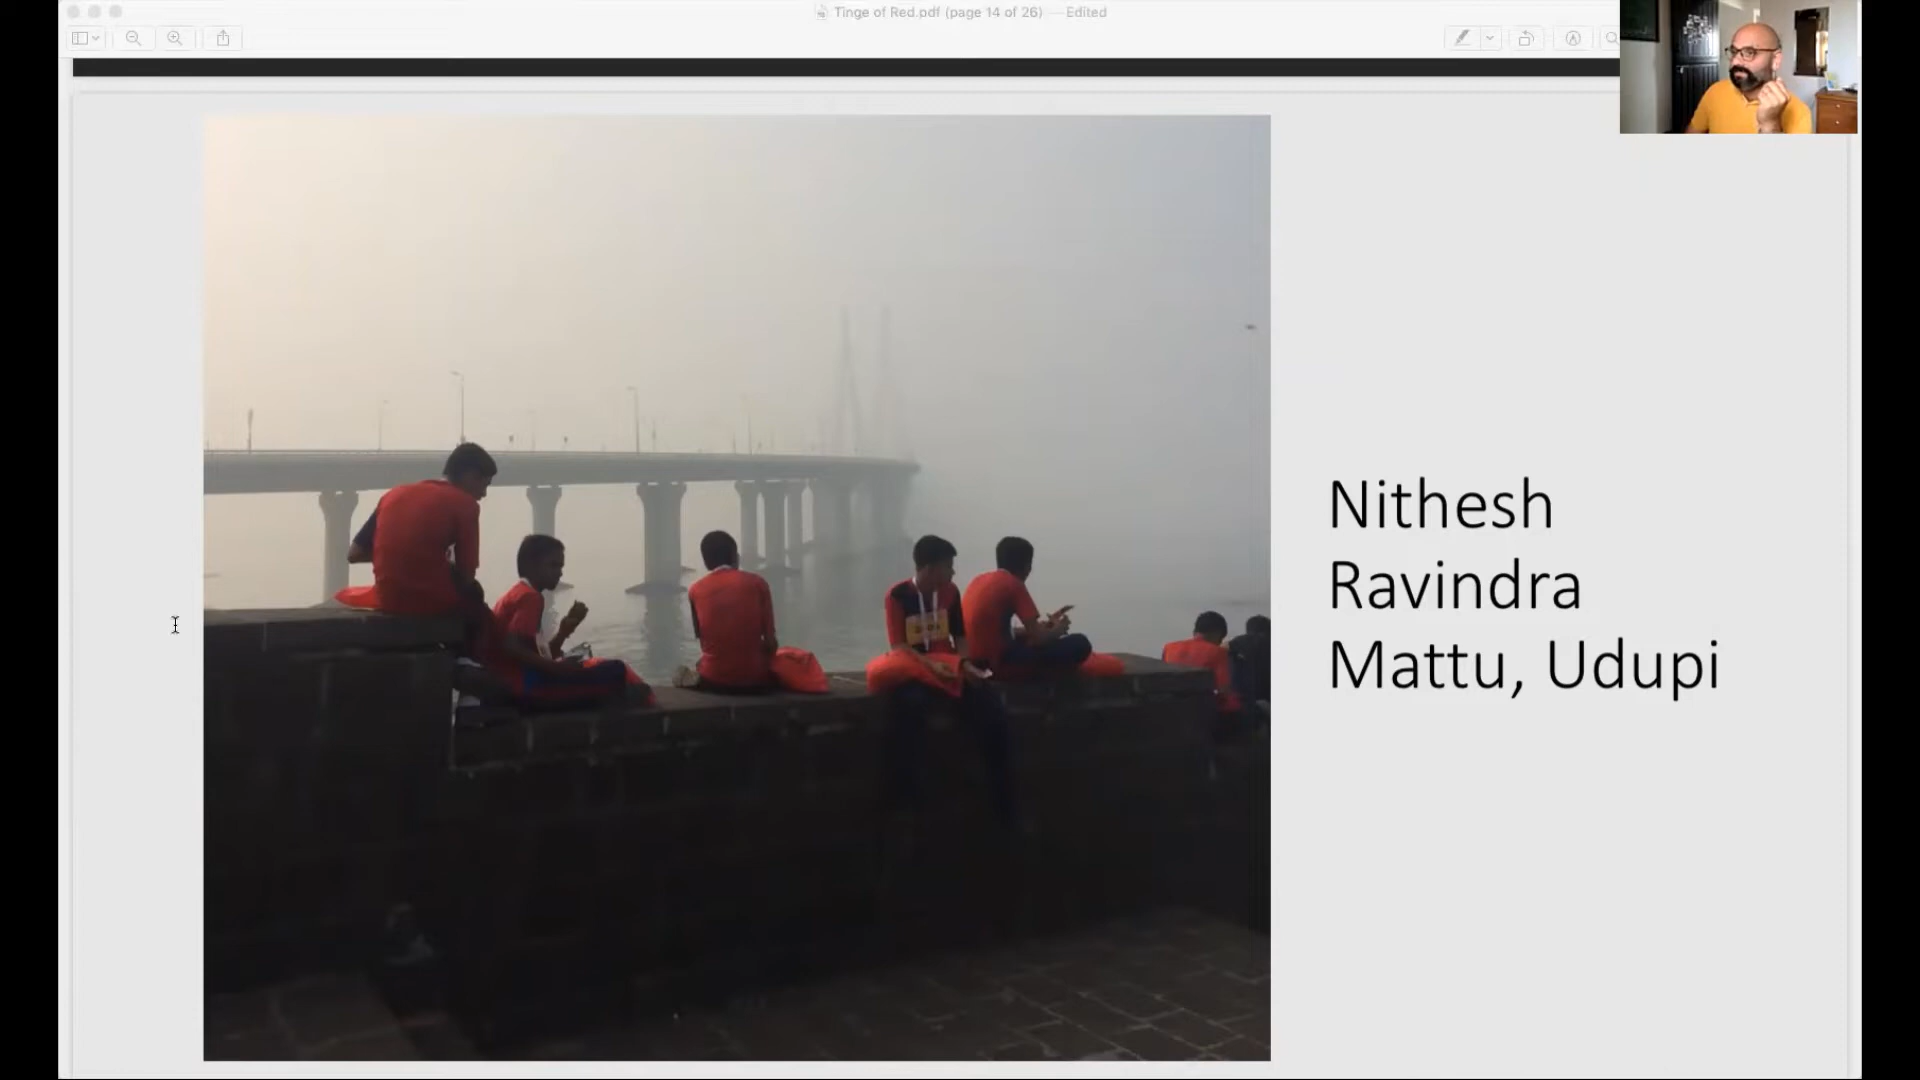 Tinge of Red.pdf (page 14 of 26) — Edited
Nithesh
Ravindra
Mattu, Udupi